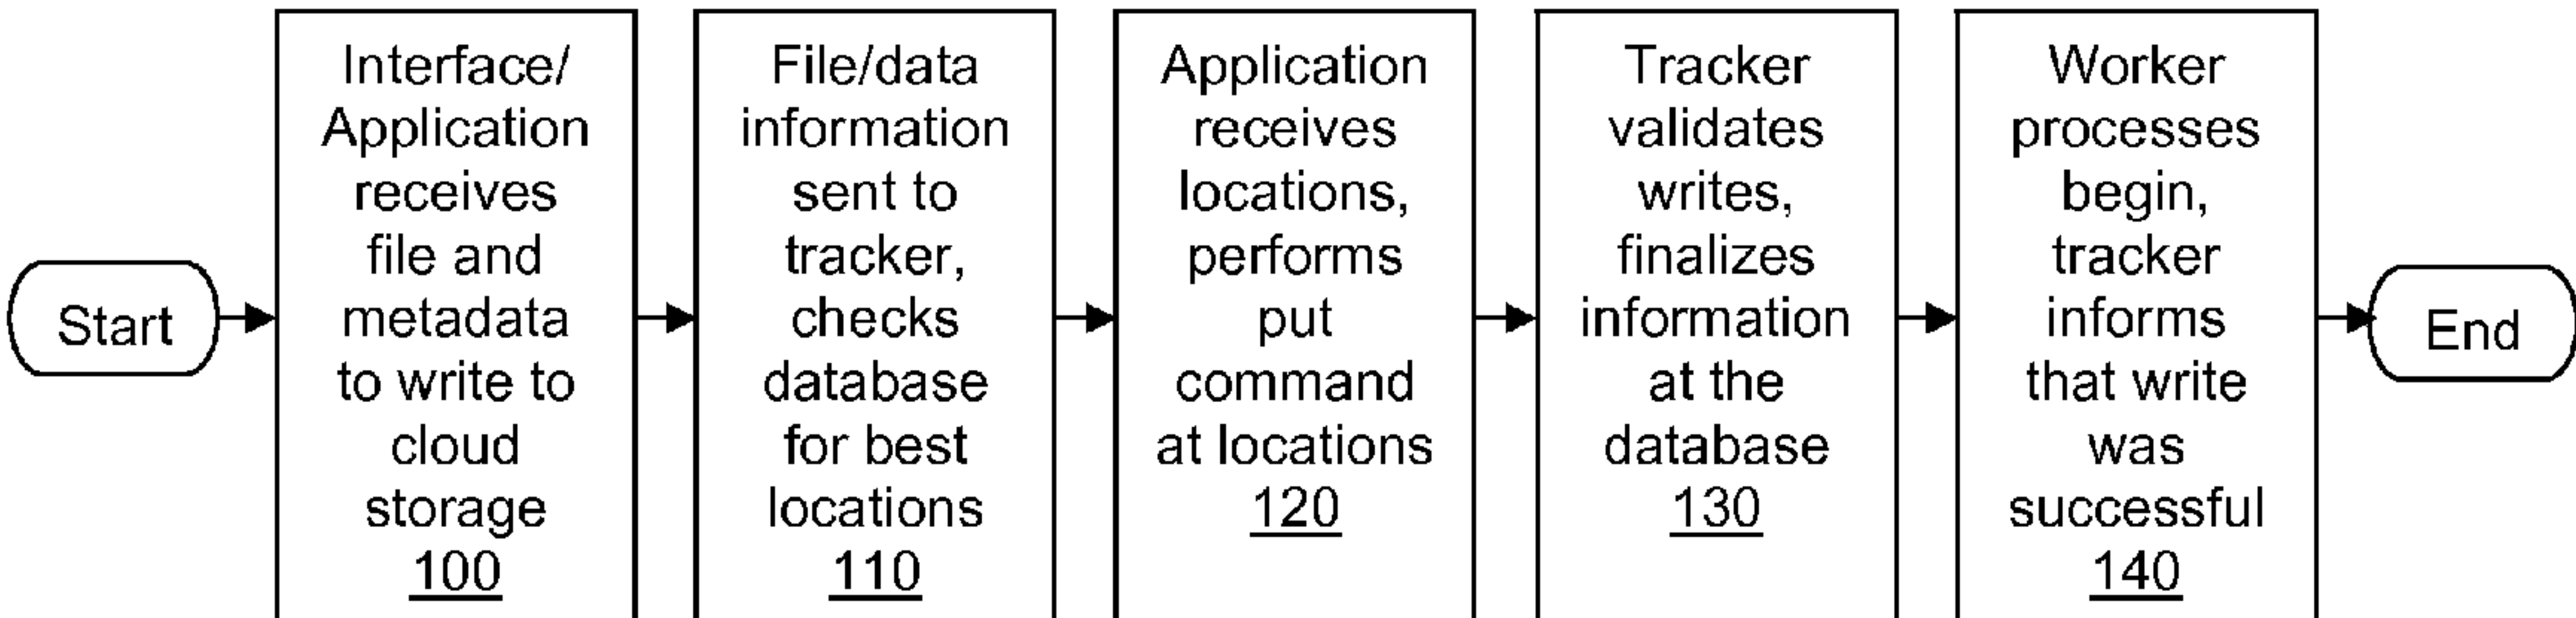 Start
Interface/
Application
receives
file and
metadata
to write to
cloud
storage
100
File/data
information
sent to
tracker,
checks
database
for best
locations
110
Application
receives
locations,
performs
put
command
at locations
120
Tracker
validates
writes,
finalizes
information
at the
database
130
Worker
processes
begin,
tracker
informs
that write
was
successful
140
End